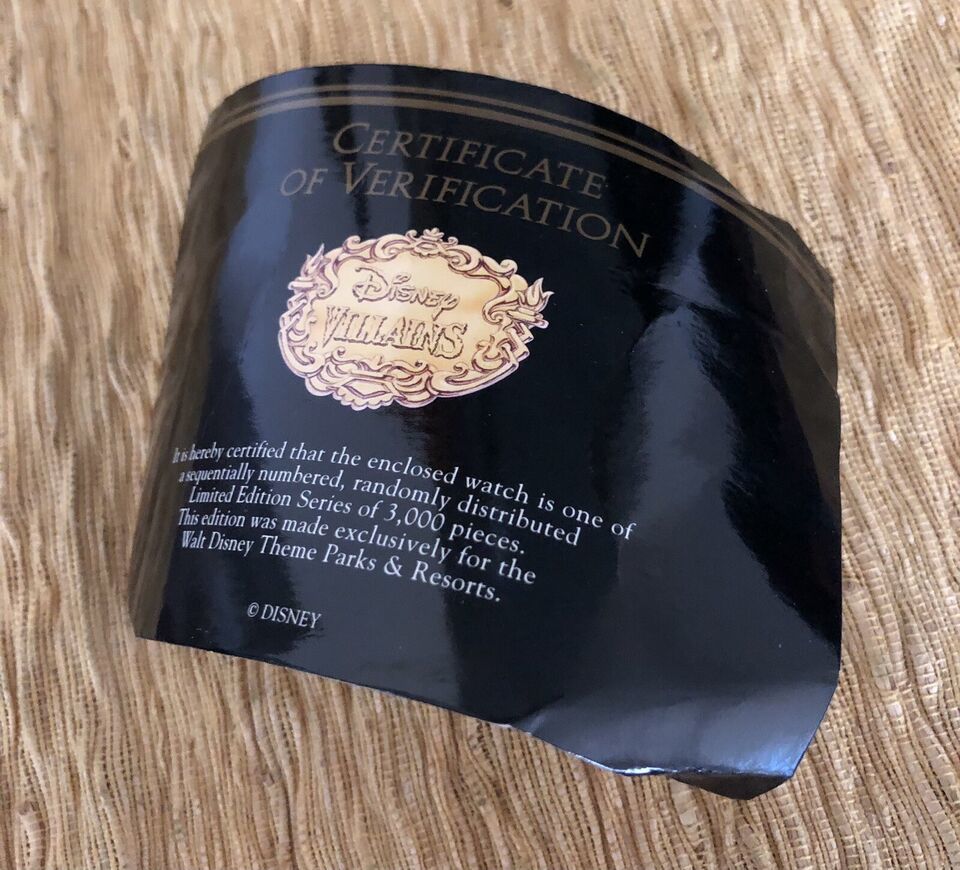 CERTIFICATE
OF VERIFICATION
Disney
VILLAINS
It is hereby certified that the enclosed watch is one of
a sequentially numbered, randomly distributed
Limited Edition Series of 3,000 pieces.
This edition was made exclusively for the
Walt Disney Theme Parks & Resorts.
© DISNEY